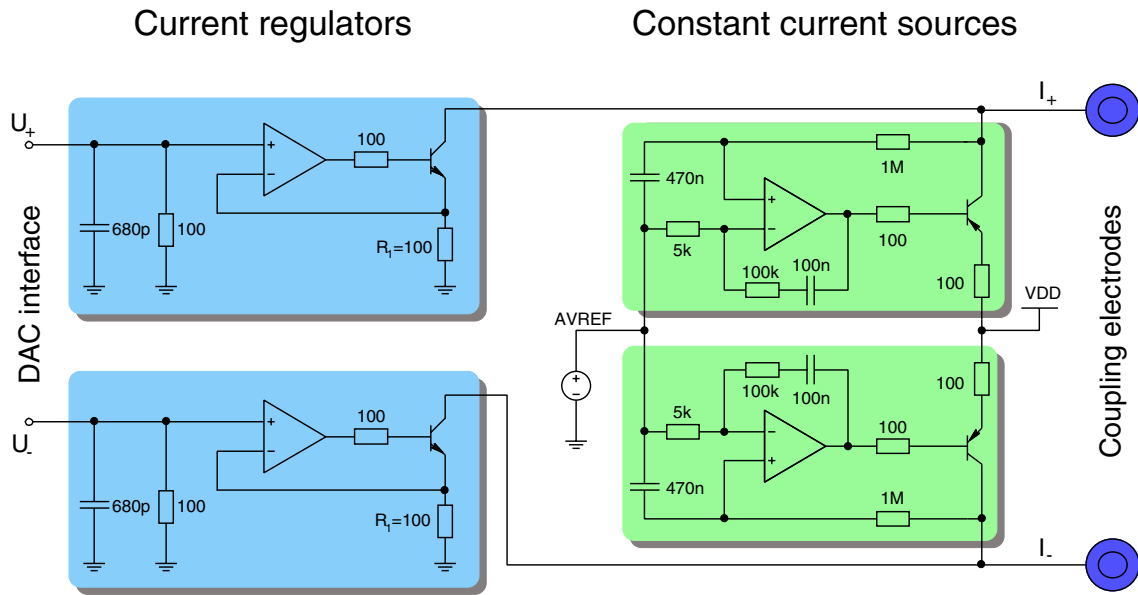 Current regulators
Constant current sources
U+
DAC interface
U-
680p
100
+
-
100
R1=100
680p
100
+
-
100
R1=100
I+
1M
470n
+
-
5k
100
100k
100n
100
VDD
AVREF
+
-
100
100k
100n
5k
100
-
+
470n
1M
I-
Coupling electrodes